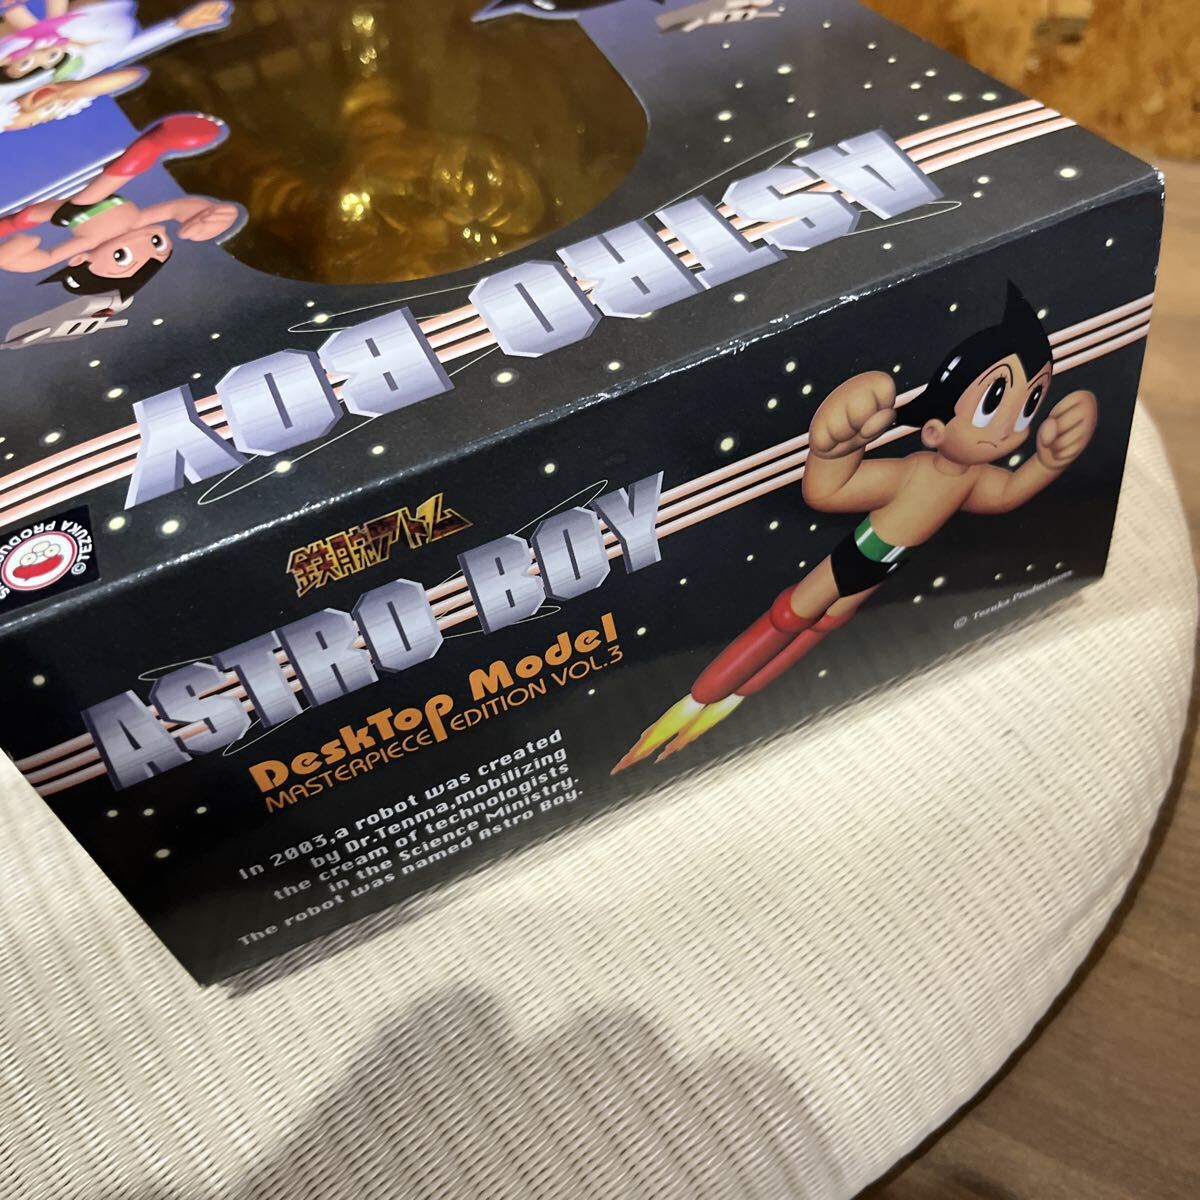 ASTRO BOY
©TEZUKA PRODUC
鉄腕アトム
ASTRO BOY
DeskTop Model
MASTERPIECE EDITION VOL.3
In 2003,a robot was created
by Dr.Tenma,mobilizing
the cream of technologists
in the Science Ministry.
The robot was named Astro Boy.
© Tezuka Productions